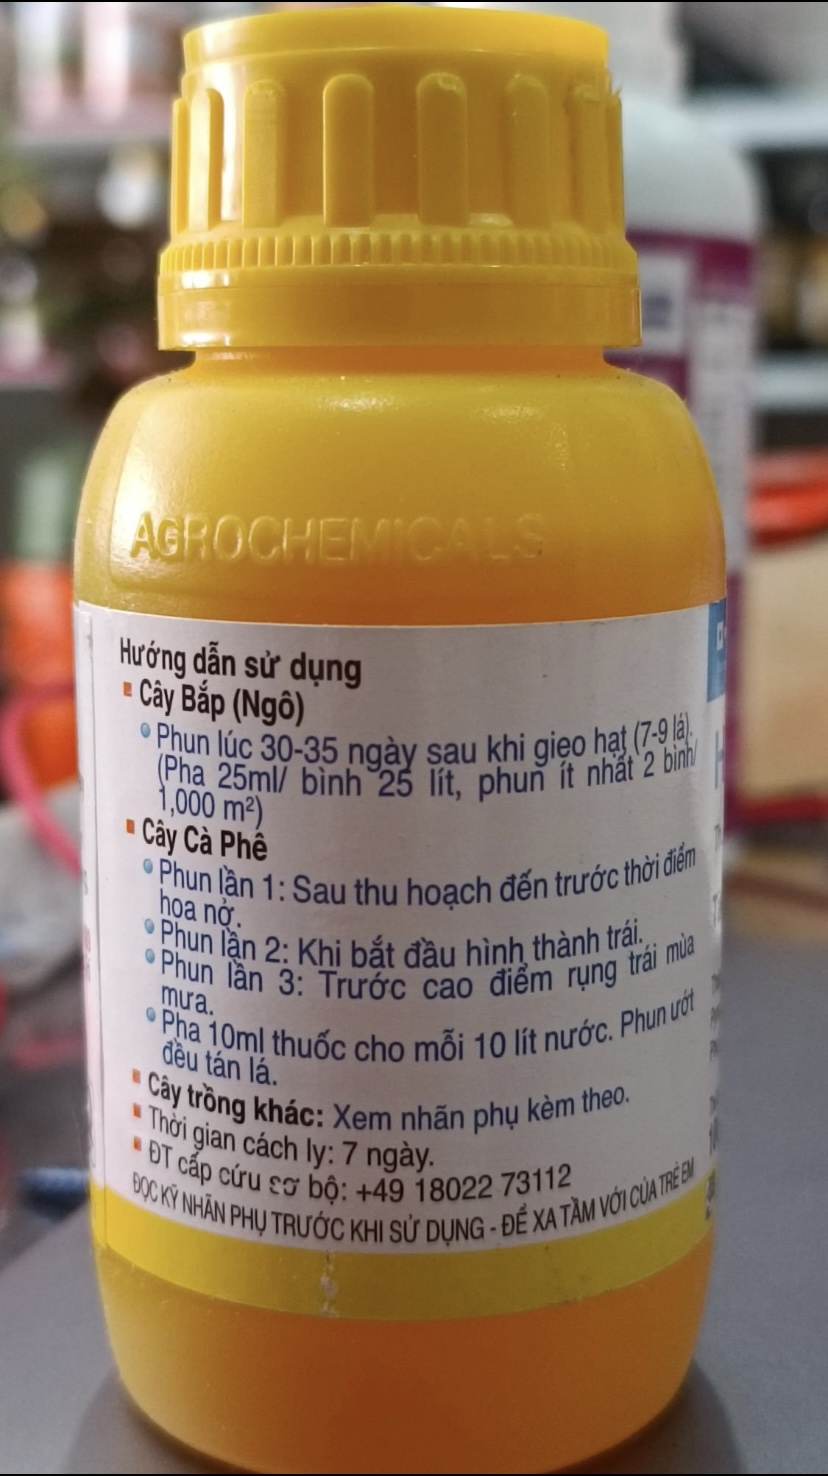 AGROCHEMICALS
Hướng dẫn sử dụng
Cây Bắp (Ngô)
Phun lúc 30-35 ngày sau khi gieo hạt (7-9 lá).
(Pha 25ml/ bình 25 lít, phun ít nhất 2 bình/
1,000 m²)
Cây Cà Phê
Phun lần 1: Sau thu hoạch đến trước thời điểm
hoa nở.
Phun lần 2: Khi bắt đầu hình thành trái.
Phun lần 3: Trước cao điểm rụng trái mùa
mưa.
Pha 10ml thuốc cho mỗi 10 lít nước. Phun ướt
đều tán lá.
Cây trồng khác: Xem nhãn phụ kèm theo.
Thời gian cách ly: 7 ngày.
ĐT cấp cứu sơ bộ: +49 18022 73112
ĐỌC KỸ NHÃN PHỤ TRƯỚC KHI SỬ DỤNG - ĐỂ XA TẦM VỚI CỦA TRẺ EM